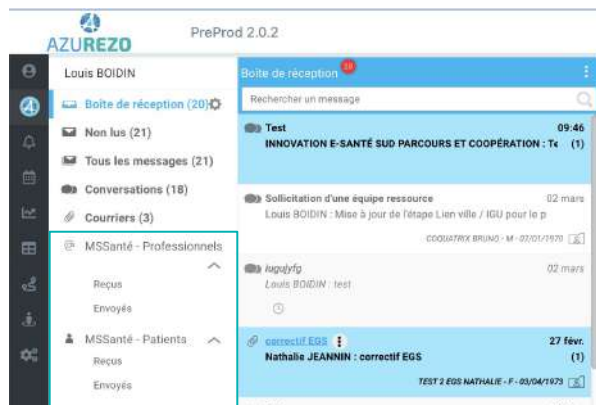 AZUREZO
PreProd 2.0.2
Louis BOIDIN
Boîte de réception (20)
Non lus (21)
Tous les messages (21)
Conversations (18)
Courriers (3)
MSSanté - Professionnels
Reçus
Envoyés
MSSanté - Patients
Reçus
Envoyés
Boîte de réception
Rechercher un message
Test 09:46
INNOVATION E-SANTÉ SUD PARCOURS ET COOPÉRATION : Te (1)
Sollicitation d'une équipe ressource 02 mars
Louis BOIDIN : Mise à jour de l'étape Lien ville / IGU pour le p
COQUATRIX BRUNO - M - 07/01/1970
lugujyfg 02 mars
Louis BOIDIN : test
correctif EGS 27 févr.
Nathalie JEANNIN : correctif EGS (1)
TEST 2 EGS NATHALIE - F - 03/04/1973